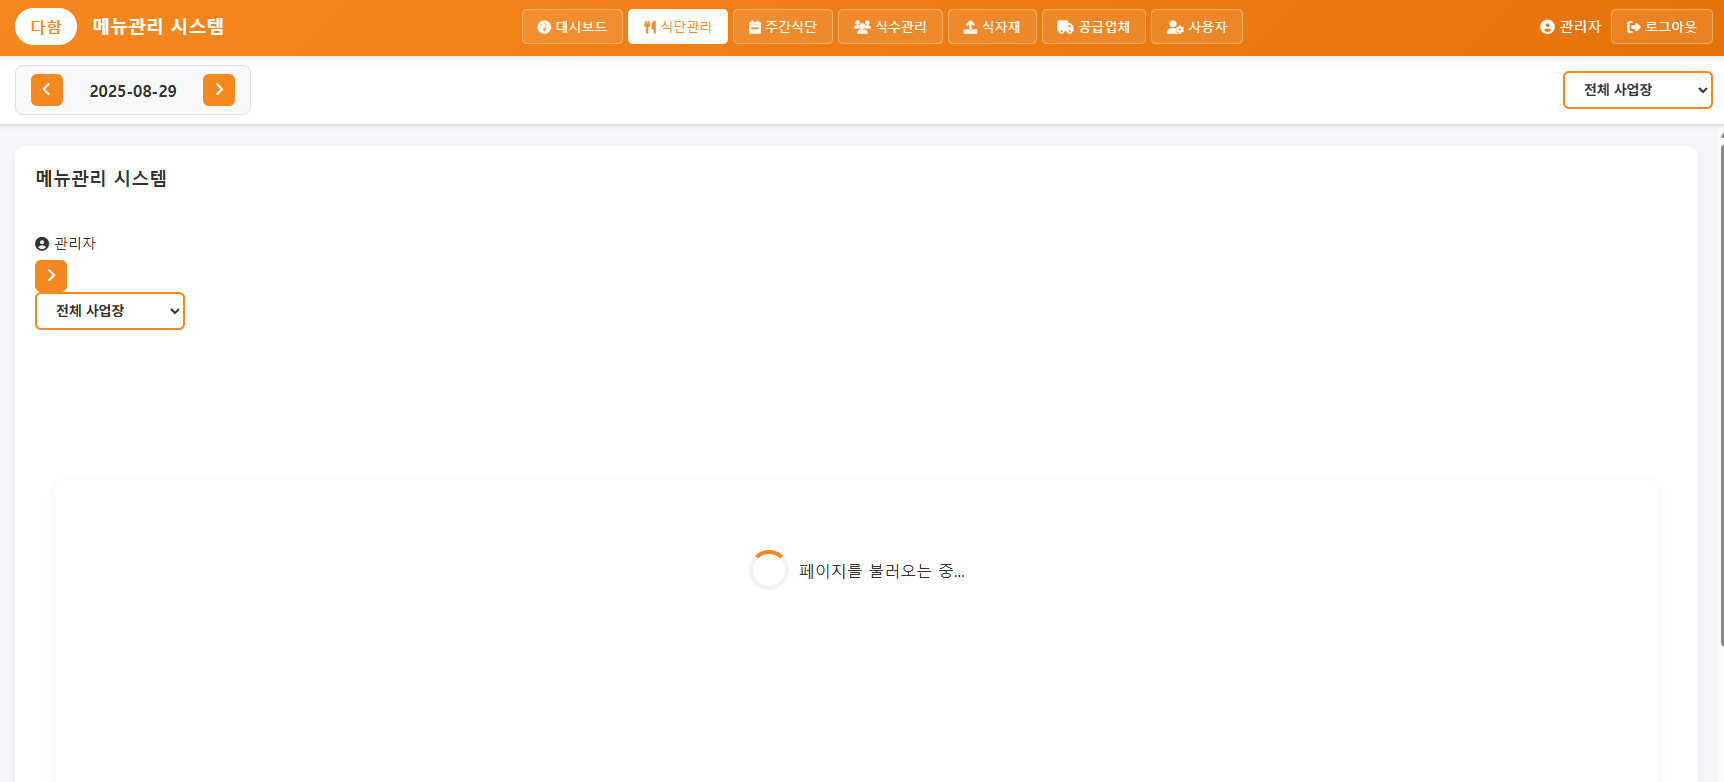 다함
메뉴관리 시스템
대시보드
식단관리
주간식단
식수관리
식자재
공급업체
사용자
관리자
로그아웃
2025-08-29
전체 사업장
메뉴관리 시스템
관리자
전체 사업장
페이지를 불러오는 중...